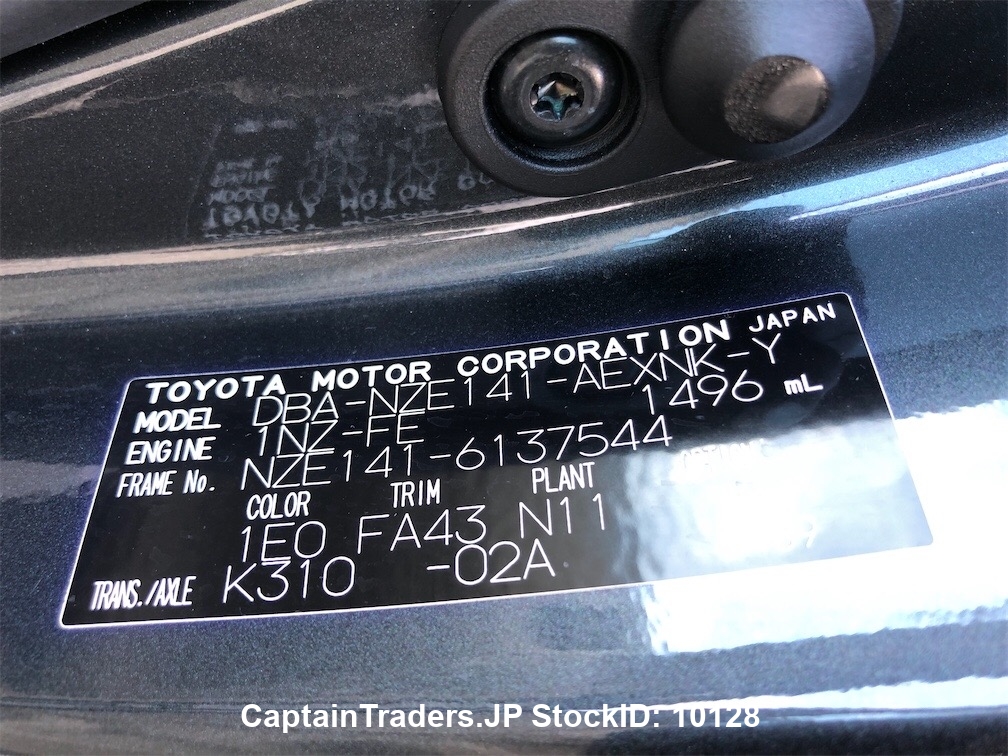 TOYOTA MOTOR CORPORATION JAPAN
MODEL DBA-NZE141-AEXNK-Y
ENGINE 1NZ-FE 1496 mL
FRAME No. NZE141-6137544
COLOR TRIM PLANT OPTION
1E0 FA43 N11
TRANS./AXLE K310 -02A
CaptainTraders.JP StockID: 10128